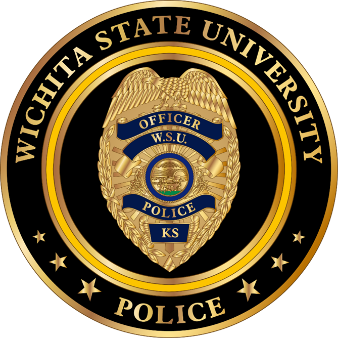 WICHITA STATE UNIVERSITY
OFFICER
W.S.U.
POLICE
KS
POLICE